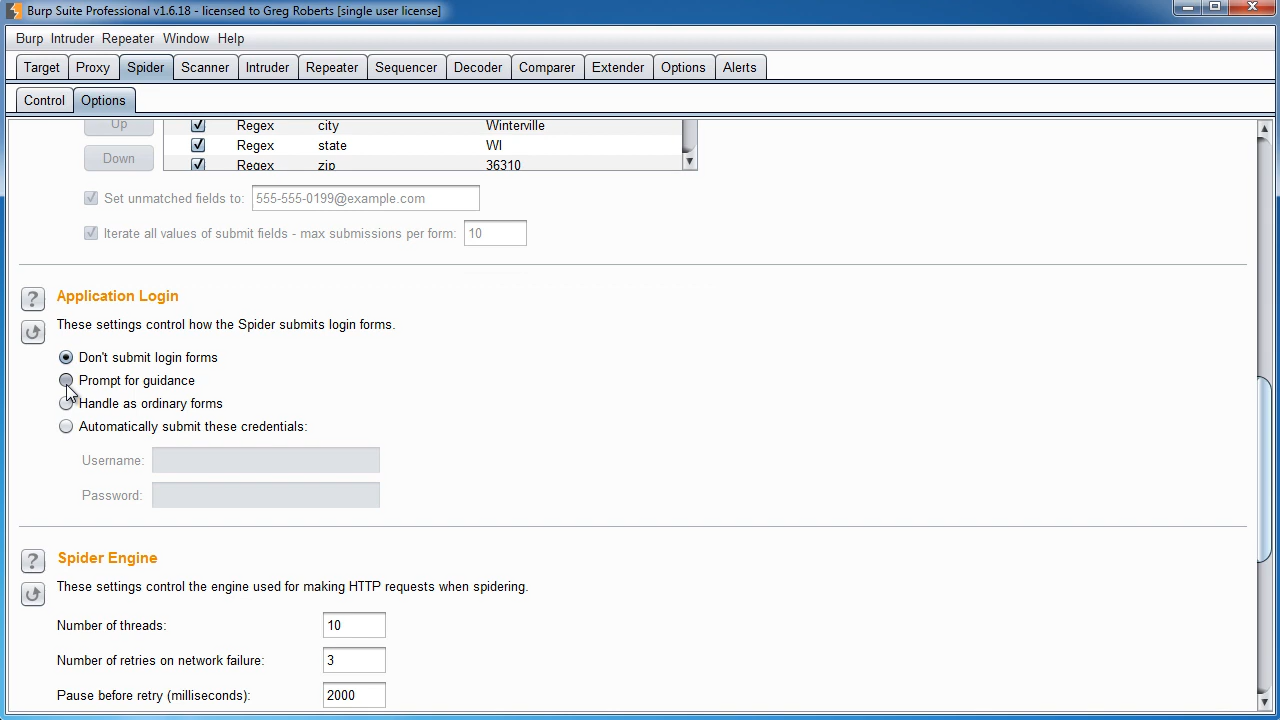 Burp Suite Professional v1.6.18 - licensed to Greg Roberts [single user license]
Burp Intruder Repeater Window Help
Target Proxy Spider Scanner Intruder Repeater Sequencer Decoder Comparer Extender Options Alerts
Control Options
Up
Regex city Winterville
Down
Regex state WI
Regex zip 36310
Set unmatched fields to: 555-555-0199@example.com
Iterate all values of submit fields - max submissions per form: 10
? Application Login
These settings control how the Spider submits login forms.
Don't submit login forms
Prompt for guidance
Handle as ordinary forms
Automatically submit these credentials:
Username:
Password:
? Spider Engine
These settings control the engine used for making HTTP requests when spidering.
Number of threads: 10
Number of retries on network failure: 3
Pause before retry (milliseconds): 2000